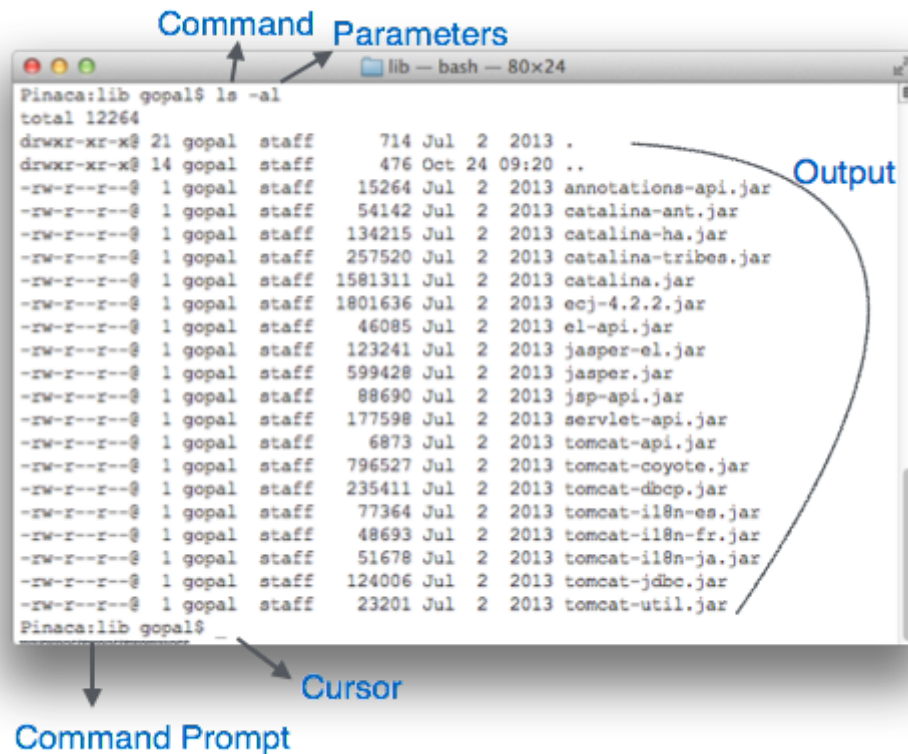 Command Parameters
lib — bash — 80×24
Pinaca:lib gopal$ ls -al
total 12264
drwxr-xr-x@ 21 gopal  staff      714 Jul  2  2013 .
drwxr-xr-x@ 14 gopal  staff      476 Oct 24 09:20 ..
-rw-r--r--@  1 gopal  staff    15264 Jul  2  2013 annotations-api.jar
-rw-r--r--@  1 gopal  staff    54142 Jul  2  2013 catalina-ant.jar
-rw-r--r--@  1 gopal  staff   134215 Jul  2  2013 catalina-ha.jar
-rw-r--r--@  1 gopal  staff   257520 Jul  2  2013 catalina-tribes.jar
-rw-r--r--@  1 gopal  staff  1581311 Jul  2  2013 catalina.jar
-rw-r--r--@  1 gopal  staff  1801636 Jul  2  2013 ecj-4.2.2.jar
-rw-r--r--@  1 gopal  staff    46085 Jul  2  2013 el-api.jar
-rw-r--r--@  1 gopal  staff   123241 Jul  2  2013 jasper-el.jar
-rw-r--r--@  1 gopal  staff   599428 Jul  2  2013 jasper.jar
-rw-r--r--@  1 gopal  staff    88690 Jul  2  2013 jsp-api.jar
-rw-r--r--@  1 gopal  staff   177598 Jul  2  2013 servlet-api.jar
-rw-r--r--@  1 gopal  staff     6873 Jul  2  2013 tomcat-api.jar
-rw-r--r--@  1 gopal  staff   796527 Jul  2  2013 tomcat-coyote.jar
-rw-r--r--@  1 gopal  staff   235411 Jul  2  2013 tomcat-dbcp.jar
-rw-r--r--@  1 gopal  staff    77364 Jul  2  2013 tomcat-i18n-es.jar
-rw-r--r--@  1 gopal  staff    48693 Jul  2  2013 tomcat-i18n-fr.jar
-rw-r--r--@  1 gopal  staff    51678 Jul  2  2013 tomcat-i18n-ja.jar
-rw-r--r--@  1 gopal  staff   124006 Jul  2  2013 tomcat-jdbc.jar
-rw-r--r--@  1 gopal  staff    23201 Jul  2  2013 tomcat-util.jar
Pinaca:lib gopal$ _
Output
Cursor
Command Prompt